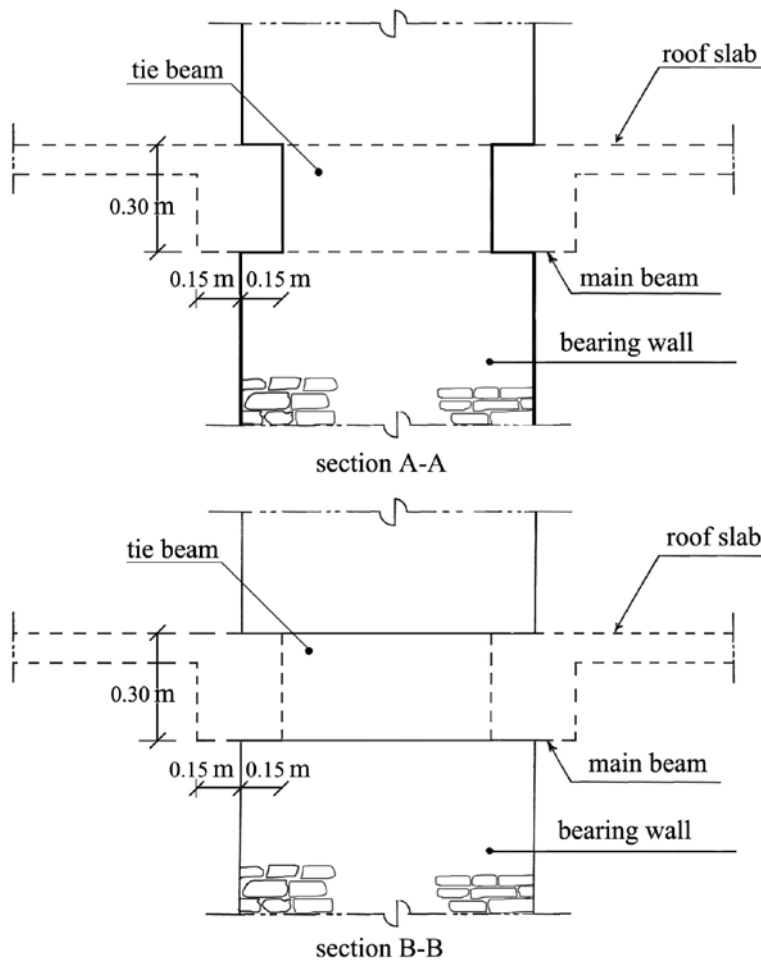 tie beam
roof slab
0.30 m
0.15 m
0.15 m
main beam
bearing wall
section A-A
tie beam
roof slab
0.30 m
0.15 m
0.15 m
main beam
bearing wall
section B-B